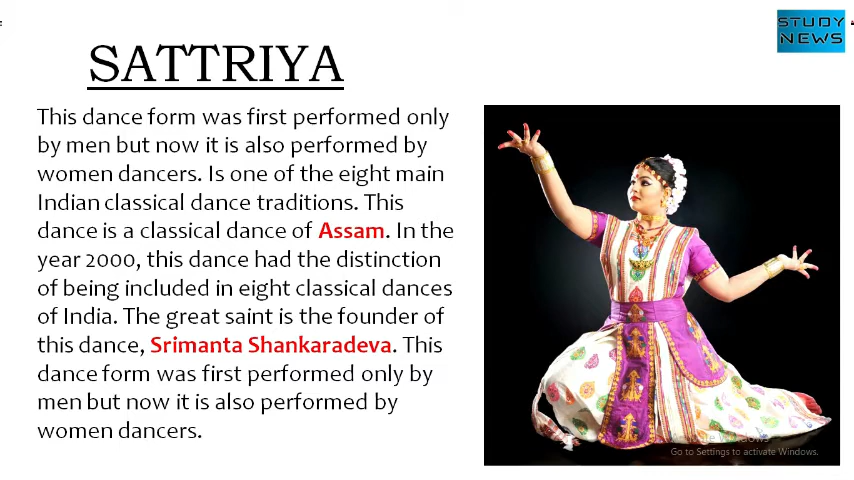 STUDY
NEWS
SATTRIYA
This dance form was first performed only
by men but now it is also performed by
women dancers. Is one of the eight main
Indian classical dance traditions. This
dance is a classical dance of Assam. In the
year 2000, this dance had the distinction
of being included in eight classical dances
of India. The great saint is the founder of
this dance, Srimanta Shankaradeva. This
dance form was first performed only by
men but now it is also performed by
women dancers.
Activate Windows
Go to Settings to activate Windows.